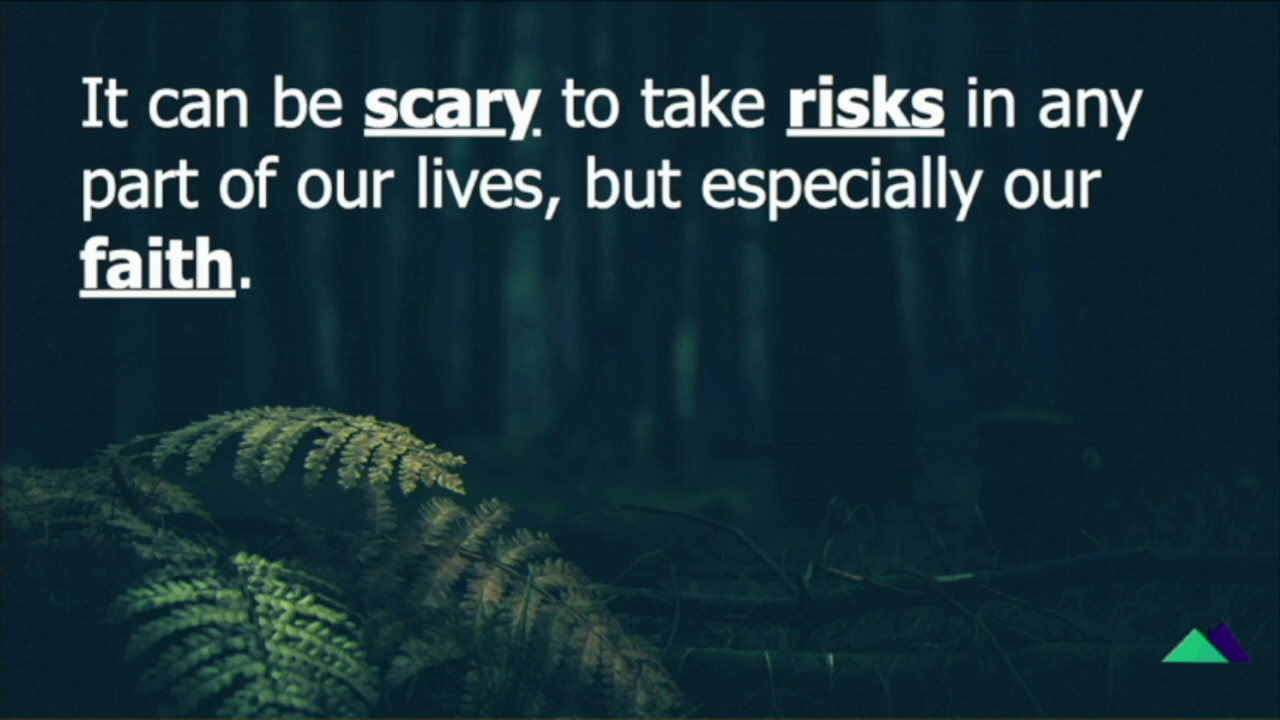 It can be scary to take risks in any
part of our lives, but especially our
faith.